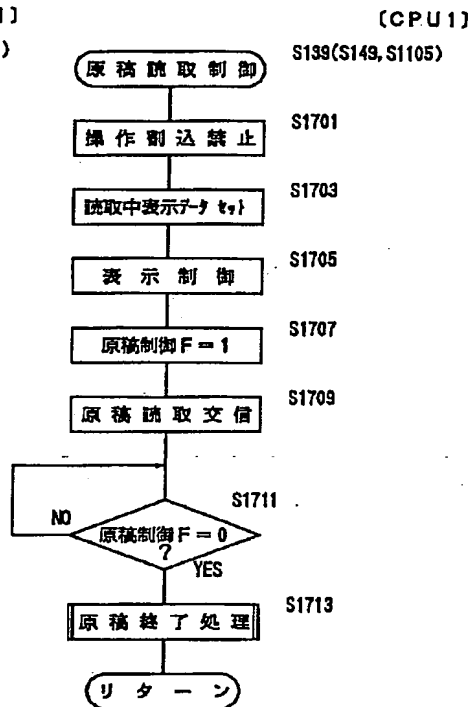 ]
[CPU1]
)
原稿読取制御
S139(S149,S1105)
操作割込禁止
S1701
読取中表示データ セット
S1703
表示制御
S1705
原稿制御F=1
S1707
原稿読取交信
S1709
S1711
NO
原稿制御F=0
?
YES
原稿終了処理
S1713
リターン